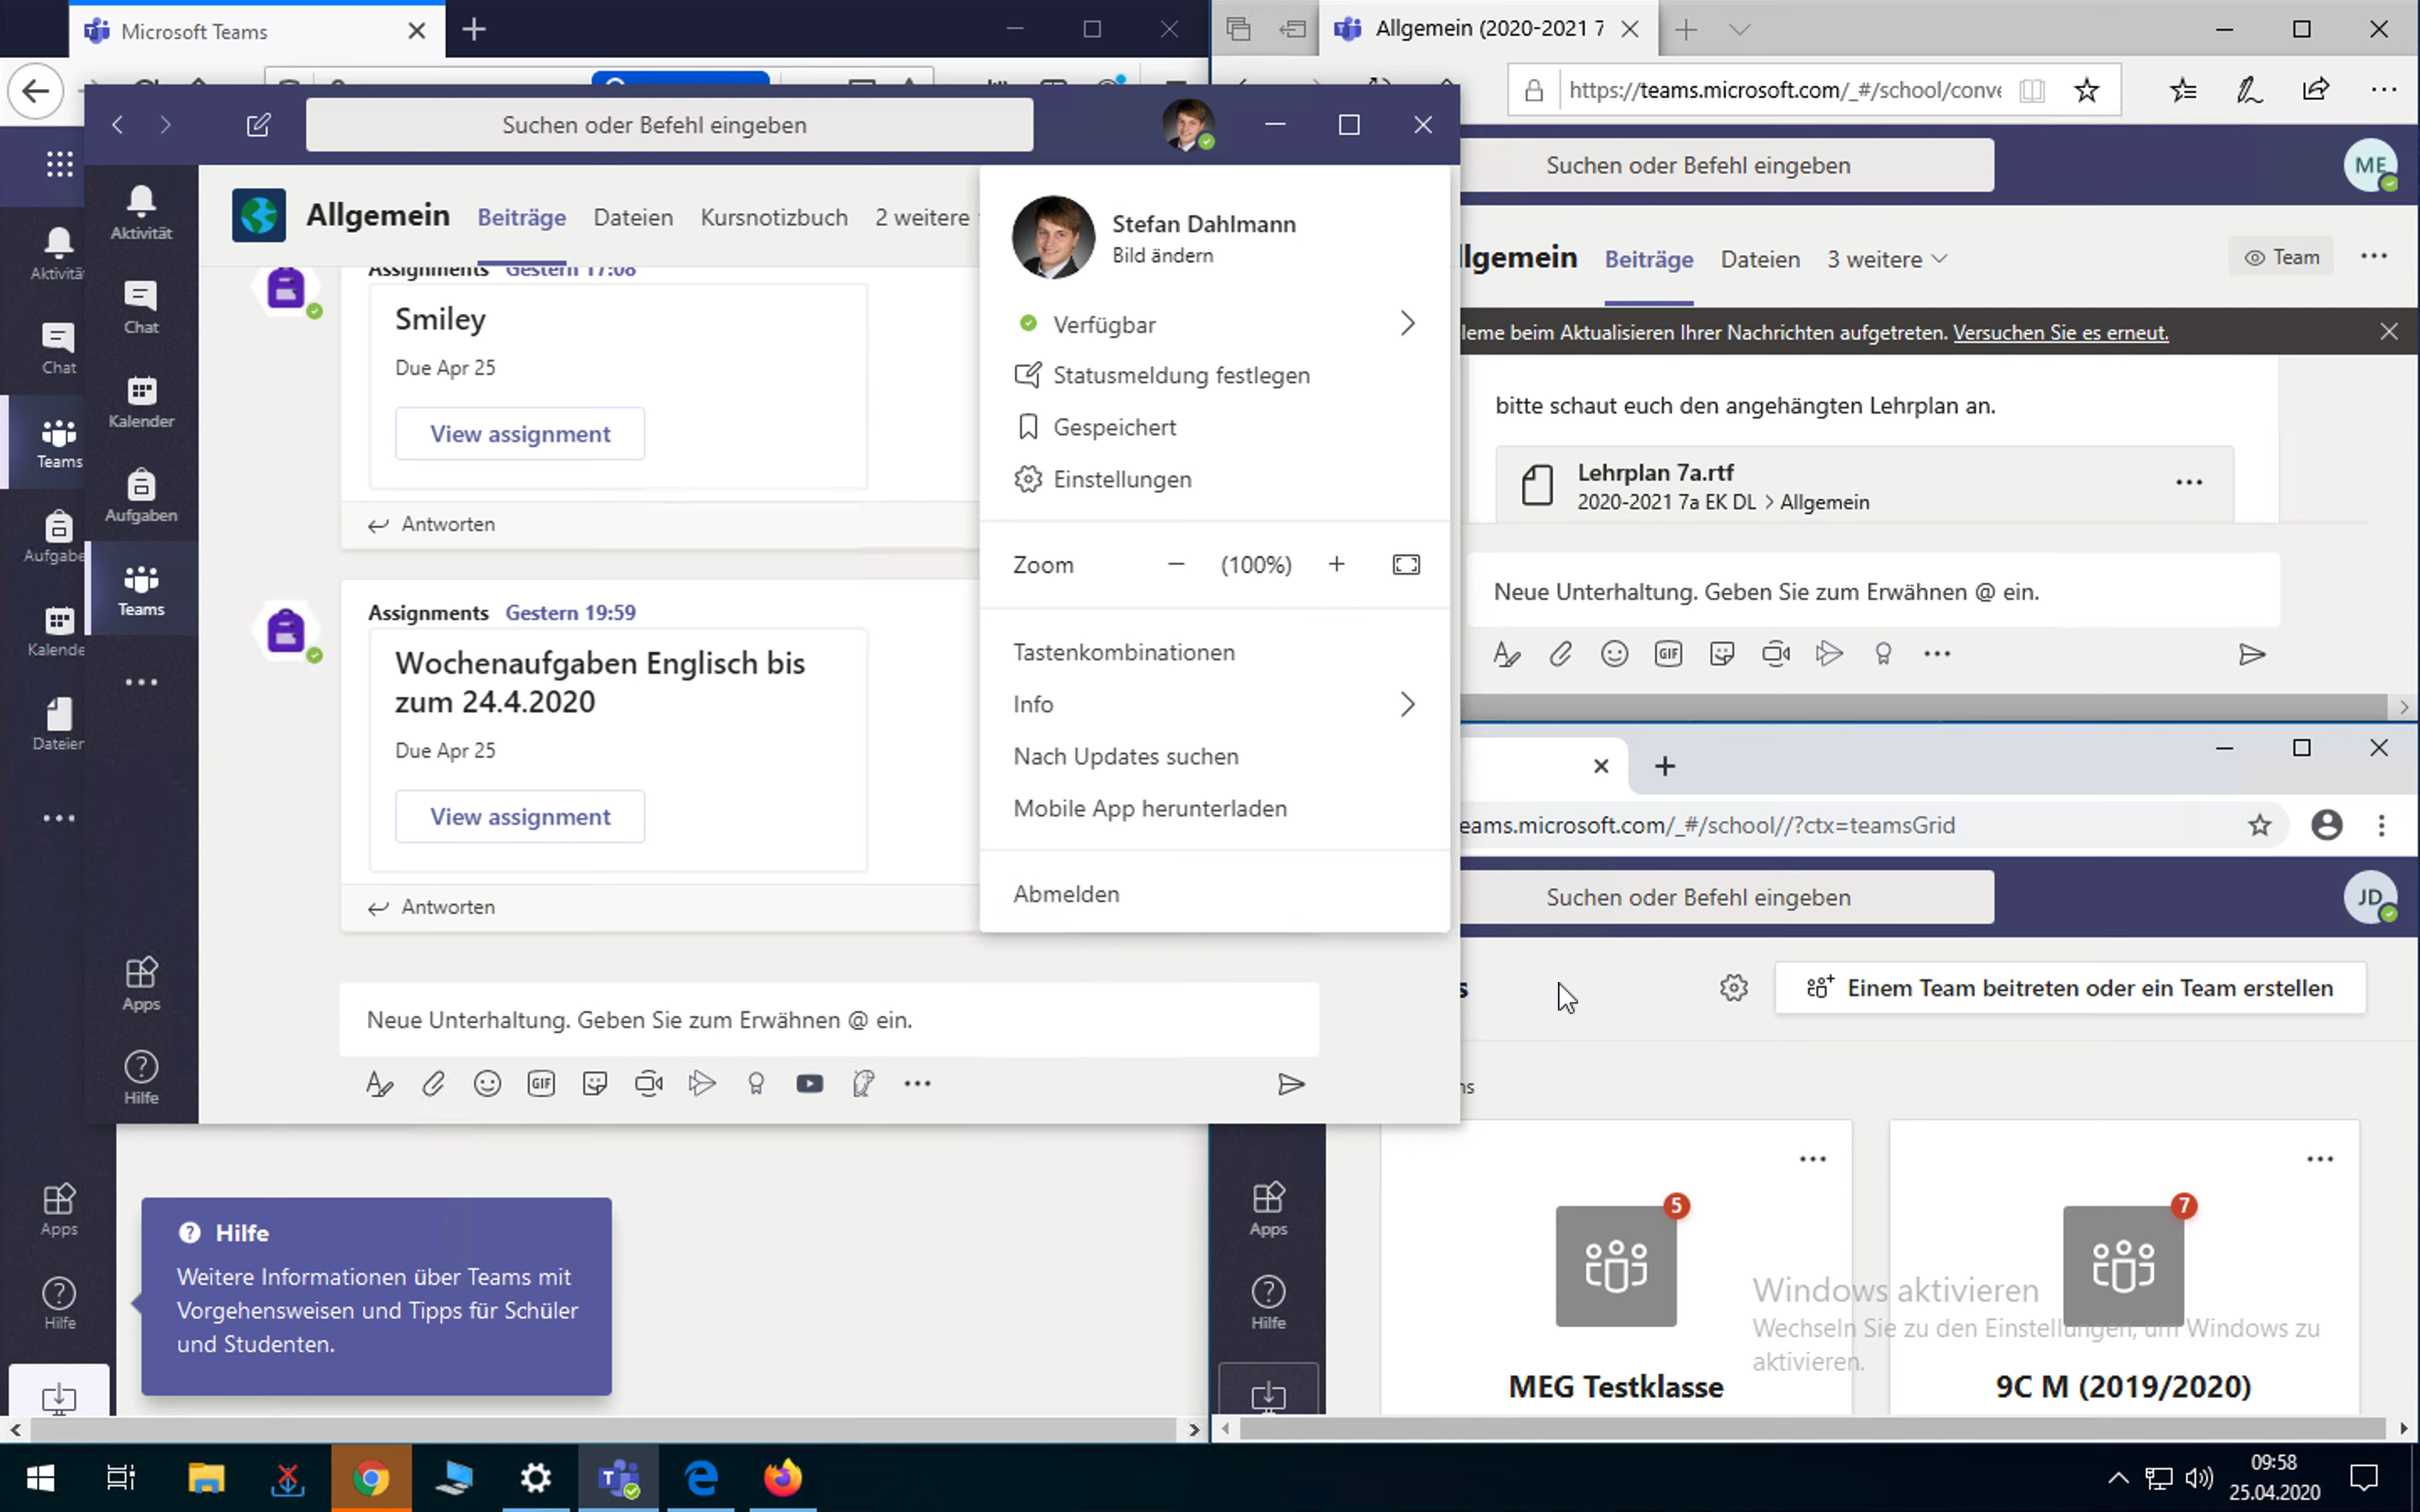 Microsoft Teams
Allgemein (2020-2021 7
https://teams.microsoft.com/_#/school/conve
Suchen oder Befehl eingeben
Suchen oder Befehl eingeben
ME
Aktivität
Chat
Kalender
Aufgaben
Teams
Apps
Hilfe
Aktivitä
Chat
Teams
Aufgabe
Kalende
Dateien
Allgemein
Beiträge
Dateien
Kursnotizbuch
2 weitere
Assignments Gestern 17:08
Smiley
Due Apr 25
View assignment
Antworten
Assignments Gestern 19:59
Wochenaufgaben Englisch bis
zum 24.4.2020
Due Apr 25
View assignment
Antworten
Neue Unterhaltung. Geben Sie zum Erwähnen @ ein.
GIF
Stefan Dahlmann
Bild ändern
Verfügbar
Statusmeldung festlegen
Gespeichert
Einstellungen
Zoom
(100%)
Tastenkombinationen
Info
Nach Updates suchen
Mobile App herunterladen
Abmelden
lgemein
Beiträge
Dateien
3 weitere
Team
leme beim Aktualisieren Ihrer Nachrichten aufgetreten. Versuchen Sie es erneut.
bitte schaut euch den angehängten Lehrplan an.
Lehrplan 7a.rtf
2020-2021 7a EK DL > Allgemein
Neue Unterhaltung. Geben Sie zum Erwähnen @ ein.
GIF
eams.microsoft.com/_#/school//?ctx=teamsGrid
Suchen oder Befehl eingeben
JD
s
Einem Team beitreten oder ein Team erstellen
ns
5
7
MEG Testklasse
9C M (2019/2020)
Windows aktivieren
Wechseln Sie zu den Einstellungen, um Windows zu
aktivieren.
Apps
Hilfe
Apps
Hilfe
Hilfe
Weitere Informationen über Teams mit
Vorgehensweisen und Tipps für Schüler
und Studenten.
09:58
25.04.2020